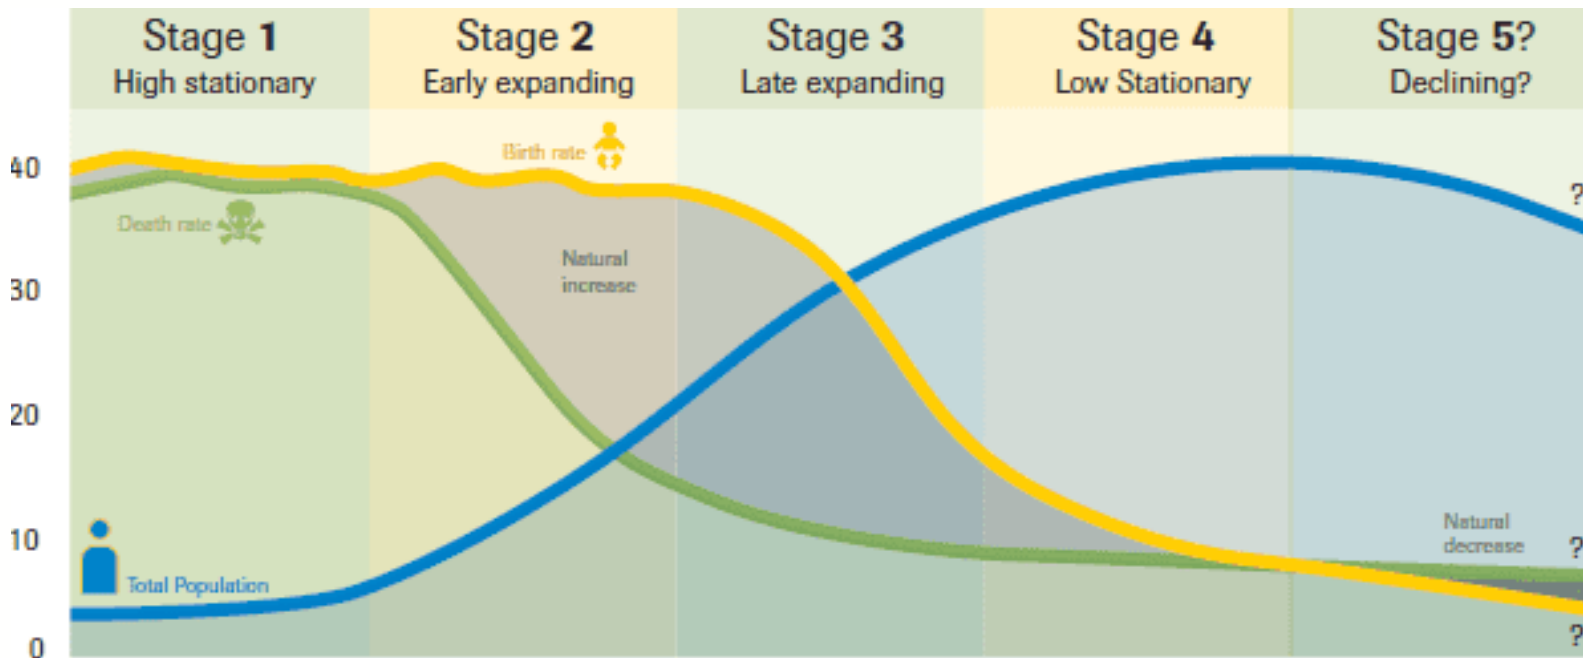 Stage 1
High stationary
Stage 2
Early expanding
Stage 3
Late expanding
Stage 4
Low Stationary
Stage 5?
Declining?
40
30
20
10
0
Birth rate
Death rate
Natural
increase
Total Population
Natural
decrease
?
?
?